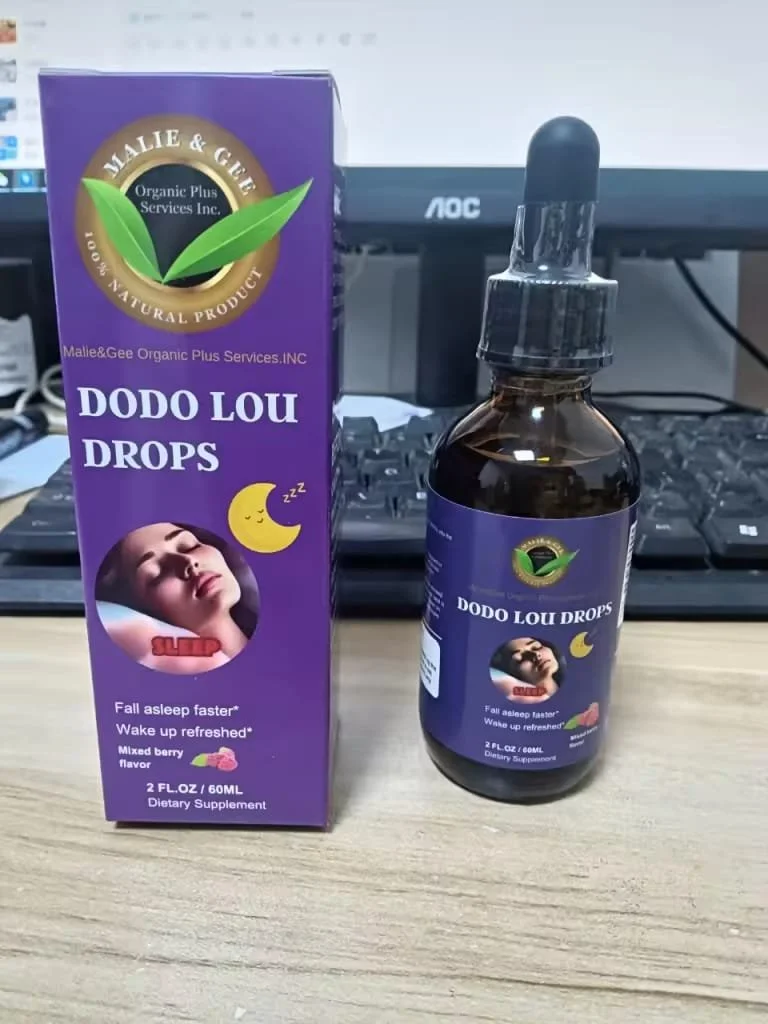 MALIE & GEE
Organic Plus
Services Inc.
100% NATURAL PRODUCT
Malie&Gee Organic Plus Services.INC
DODO LOU
DROPS
zzz
SLEEP
Fall asleep faster*
Wake up refreshed*
Mixed berry
flavor
2 FL.OZ / 60ML
Dietary Supplement
AOC
MALIE & GEE
DODO LOU DROPS
SLEEP
Fall asleep faster*
Wake up refreshed*
Mixed berry
flavor
2 FL.OZ / 60ML
Dietary Supplement